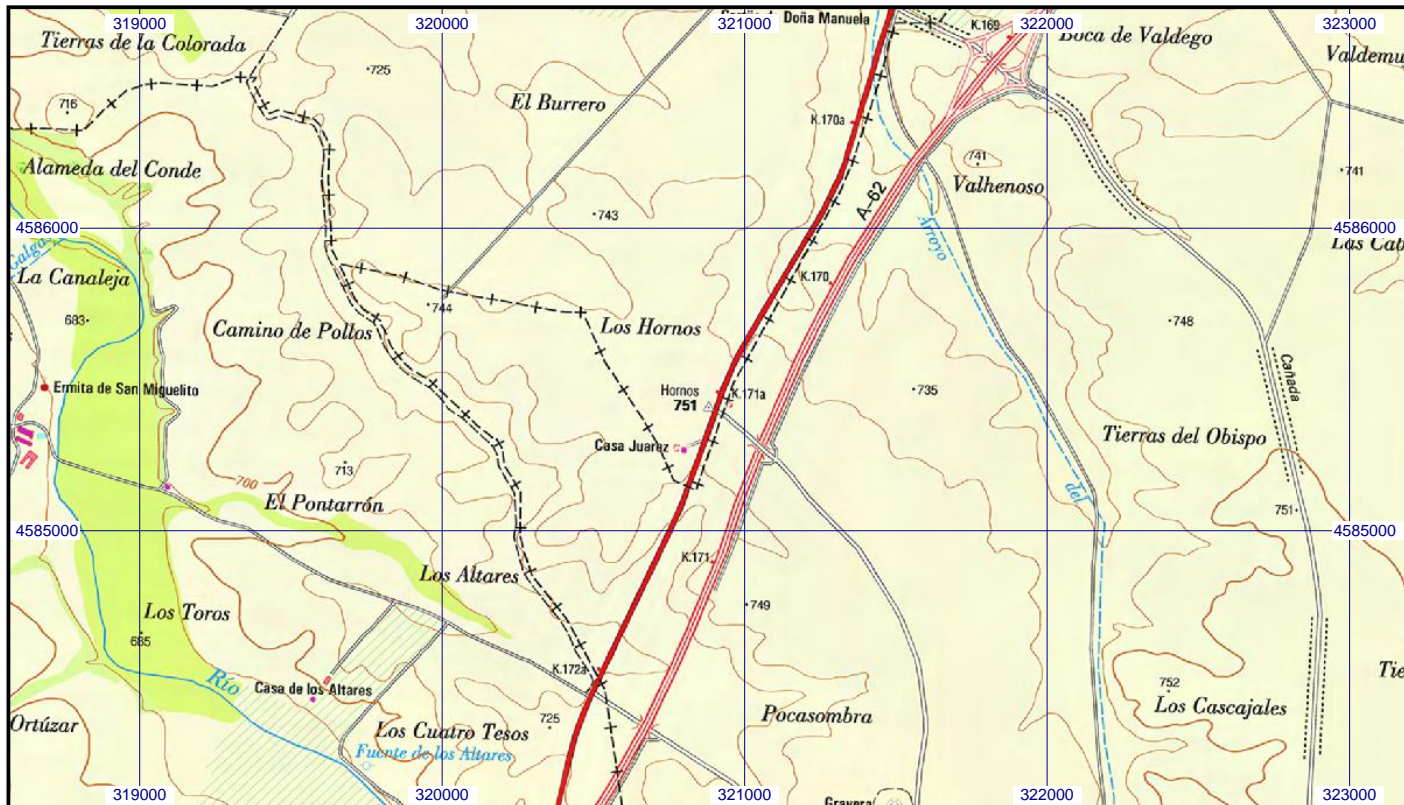 319000
320000
321000
322000
323000
Doña Manuela
K.169
Boca de Valdego
Tierras de la Colorada
725
Valdemu
716
El Burrero
K.170a
Alameda del Conde
741
741
Valhenoso
A-62
743
4586000
4586000
Arroyo
Las Cab
La Canaleja
K.170
744
683
Camino de Pollos
Los Hornos
748
Ermita de San Miguelito
Hornos
751
K.171a
735
Cañada
Casa Juarez
Tierras del Obispo
713
700
El Pontarrón
del
751
4585000
4585000
K.171
Los Altares
749
Los Toros
685
K.172a
Río
Casa de los Altares
752
Tie
Los Cascajales
Ortúzar
725
Pocasombra
Los Cuatro Tesos
Fuente de los Altares
319000
320000
321000
322000
323000
Gravera